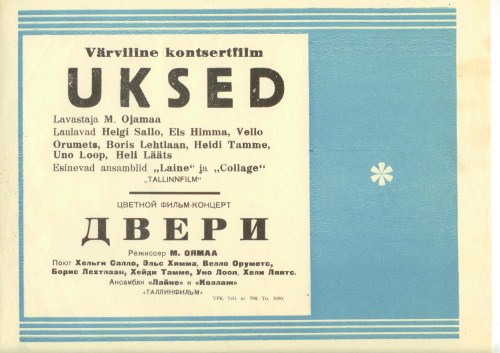 Värviline kontsertfilm
UKSED
Lavastaja M. Ojamaa
Laulavad Helgi Sallo, Els Himma, Vello
Orumets, Boris Lehtlaan, Heidi Tamme,
Uno Loop, Heli Lääts
Esinevad ansamblid „Laine" ja „Collage"
„TALLINNFILM"
ЦВЕТНОЙ ФИЛЬМ-КОНЦЕРТ
ДВЕРИ
Режиссер М. ОЯМАА
Поют Хельги Салло, Эльс Химма, Велло Оруметс,
Борис Лехтлаан, Хейди Тамме, Уно Лооп, Хели Ляятс.
Ансамбли «Лайне» и «Коллаж»
«ТАЛЛИНФИЛЬМ»
Tell. nr.